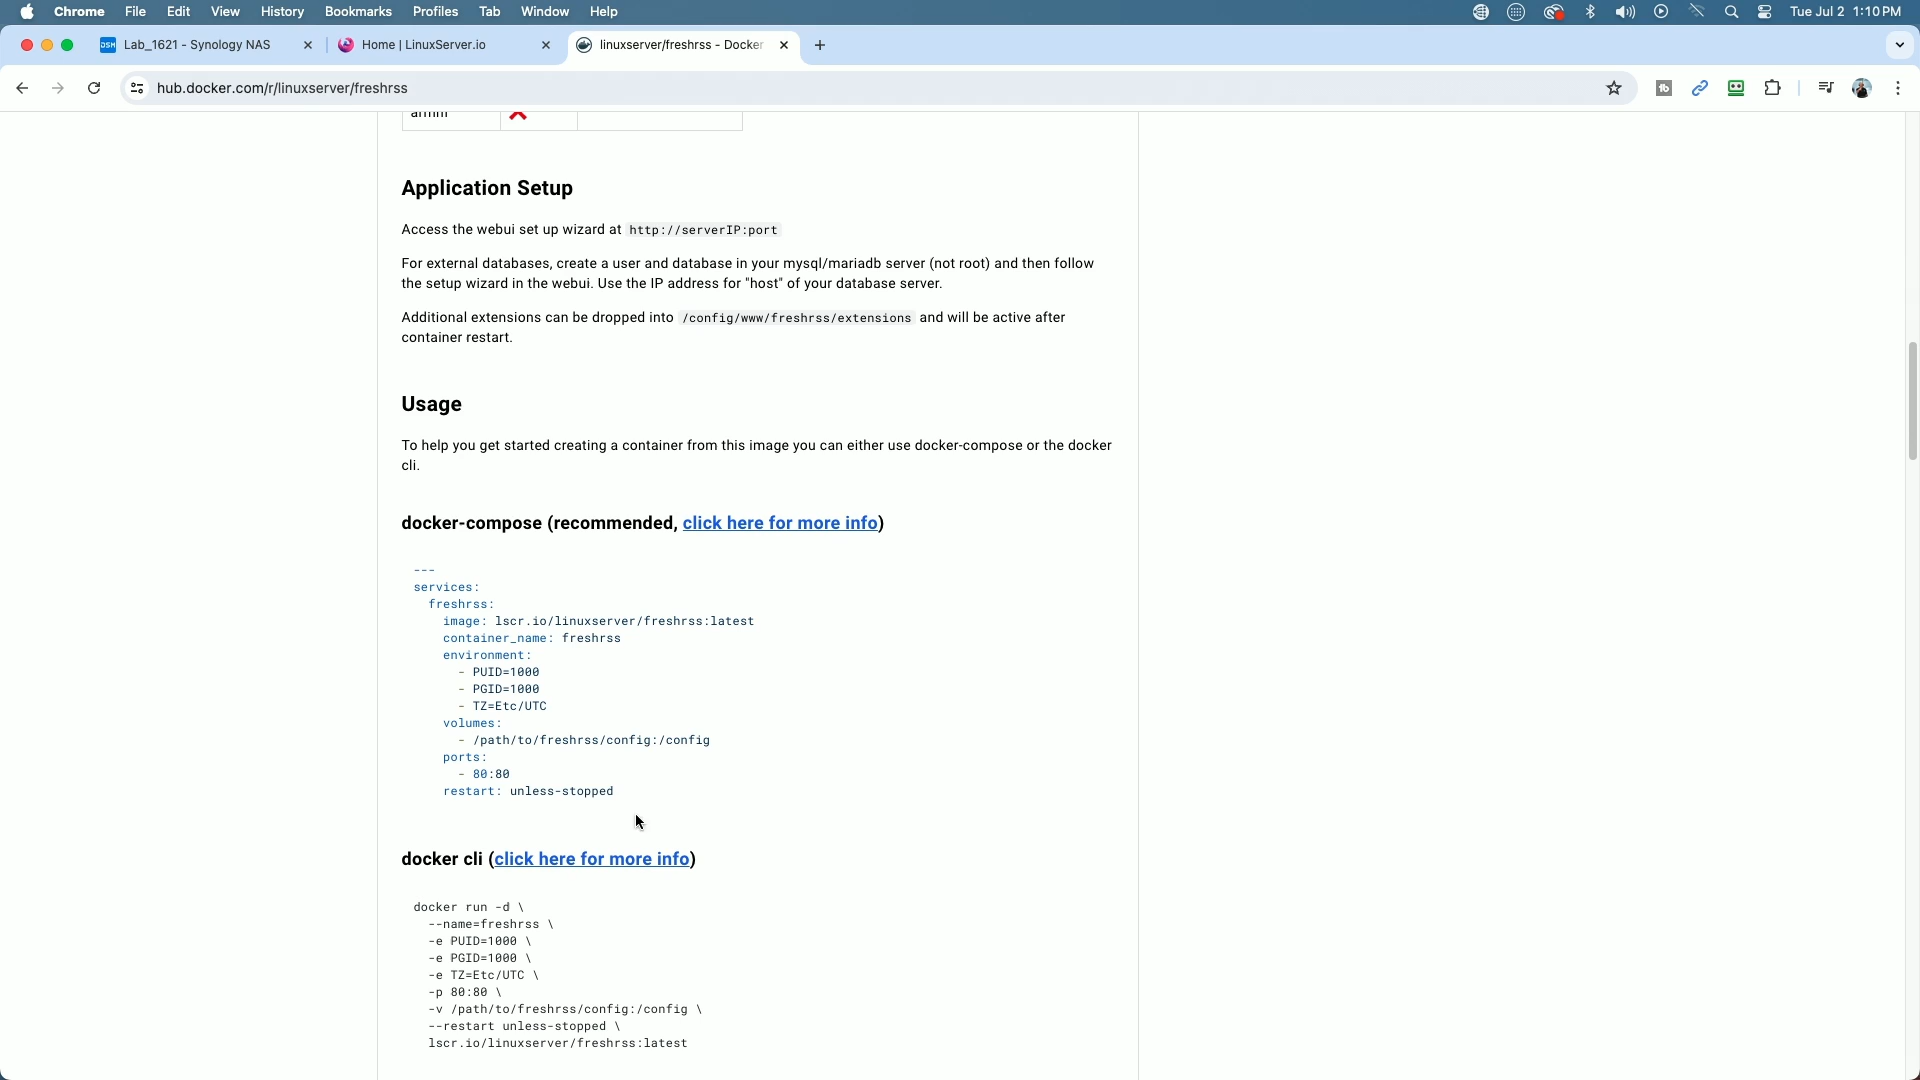 Chrome File Edit View History Bookmarks Profiles Tab Window Help Tue Jul 2 1:10 PM
DSM Lab_1621 - Synology NAS Home | LinuxServer.io linuxserver/freshrss - Docker
hub.docker.com/r/linuxserver/freshrss
armhf
Application Setup
Access the webui set up wizard at http://serverIP:port
For external databases, create a user and database in your mysql/mariadb server (not root) and then follow
the setup wizard in the webui. Use the IP address for "host" of your database server.
Additional extensions can be dropped into /config/www/freshrss/extensions and will be active after
container restart.
Usage
To help you get started creating a container from this image you can either use docker-compose or the docker
cli.
docker-compose (recommended, click here for more info)
---
services:
freshrss:
image: lscr.io/linuxserver/freshrss:latest
container_name: freshrss
environment:
- PUID=1000
- PGID=1000
- TZ=Etc/UTC
volumes:
- /path/to/freshrss/config:/config
ports:
- 80:80
restart: unless-stopped
docker cli (click here for more info)
docker run -d \
--name=freshrss \
-e PUID=1000 \
-e PGID=1000 \
-e TZ=Etc/UTC \
-p 80:80 \
-v /path/to/freshrss/config:/config \
--restart unless-stopped \
lscr.io/linuxserver/freshrss:latest